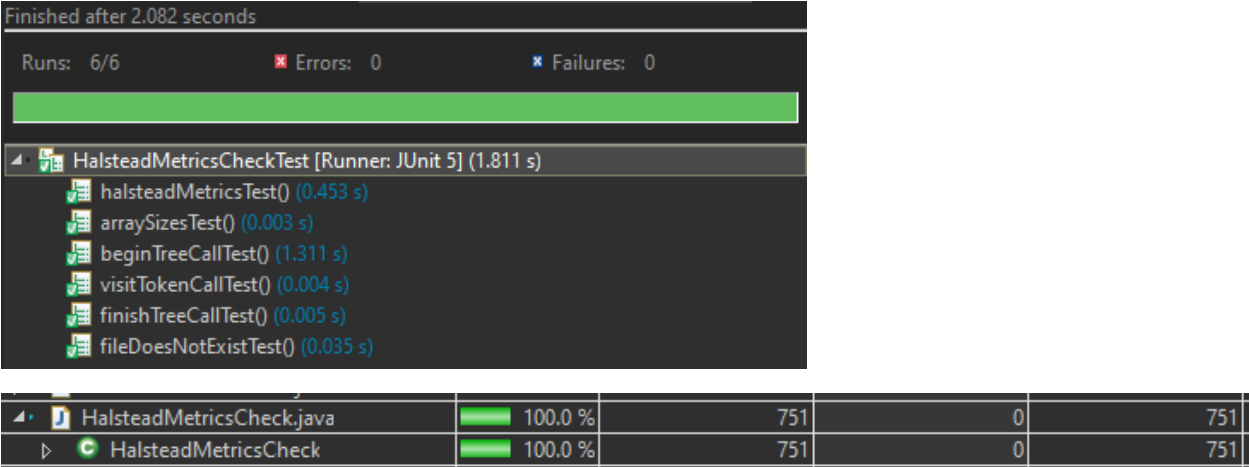 Finished after 2.082 seconds
Runs: 6/6 Errors: 0 Failures: 0
HalsteadMetricsCheckTest [Runner: JUnit 5] (1.811 s)
halsteadMetricsTest() (0.453 s)
arraySizesTest() (0.003 s)
beginTreeCallTest() (1.311 s)
visitTokenCallTest() (0.004 s)
finishTreeCallTest() (0.005 s)
fileDoesNotExistTest() (0.035 s)
J HalsteadMetricsCheck.java 100.0 % 751 0 751
C HalsteadMetricsCheck 100.0 % 751 0 751